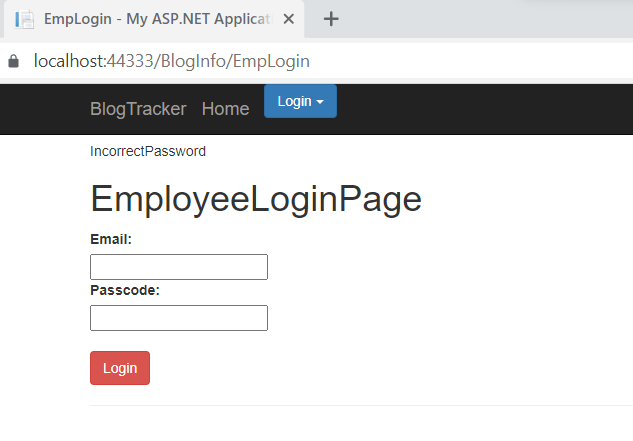 EmpLogin - My ASP.NET Applicat
localhost:44333/BlogInfo/EmpLogin
BlogTracker Home Login
IncorrectPassword
EmployeeLoginPage
Email:
Passcode:
Login